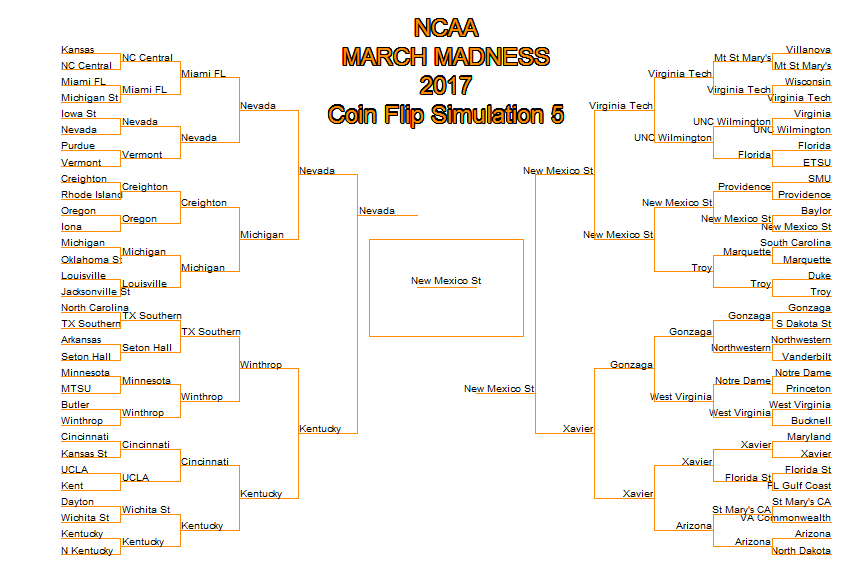 NCAA
MARCH MADNESS
2017
Coin Flip Simulation 5
Kansas
NC Central
Miami FL
Michigan St
Iowa St
Nevada
Purdue
Vermont
Creighton
Rhode Island
Oregon
Iona
Michigan
Oklahoma St
Louisville
Jacksonville St
North Carolina
TX Southern
Arkansas
Seton Hall
Minnesota
MTSU
Butler
Winthrop
Cincinnati
Kansas St
UCLA
Kent
Dayton
Wichita St
Kentucky
N Kentucky
NC Central
Miami FL
Nevada
Vermont
Creighton
Oregon
Michigan
Louisville
TX Southern
Seton Hall
Minnesota
Winthrop
Cincinnati
UCLA
Wichita St
Kentucky
Miami FL
Nevada
Creighton
Michigan
TX Southern
Winthrop
Cincinnati
Kentucky
Nevada
Michigan
Winthrop
Kentucky
Nevada
Kentucky
Nevada
New Mexico St
New Mexico St
New Mexico St
Xavier
Virginia Tech
New Mexico St
Gonzaga
Xavier
Virginia Tech
UNC Wilmington
New Mexico St
Troy
Gonzaga
West Virginia
Xavier
Arizona
Mt St Mary's
Virginia Tech
UNC Wilmington
Florida
Providence
New Mexico St
Marquette
Troy
Gonzaga
Northwestern
Notre Dame
West Virginia
Xavier
Florida St
St Mary's CA
Arizona
Villanova
Mt St Mary's
Wisconsin
Virginia Tech
Virginia
UNC Wilmington
Florida
ETSU
SMU
Providence
Baylor
New Mexico St
South Carolina
Marquette
Duke
Troy
Gonzaga
S Dakota St
Northwestern
Vanderbilt
Notre Dame
Princeton
West Virginia
Bucknell
Maryland
Xavier
Florida St
FL Gulf Coast
St Mary's CA
VA Commonwealth
Arizona
North Dakota